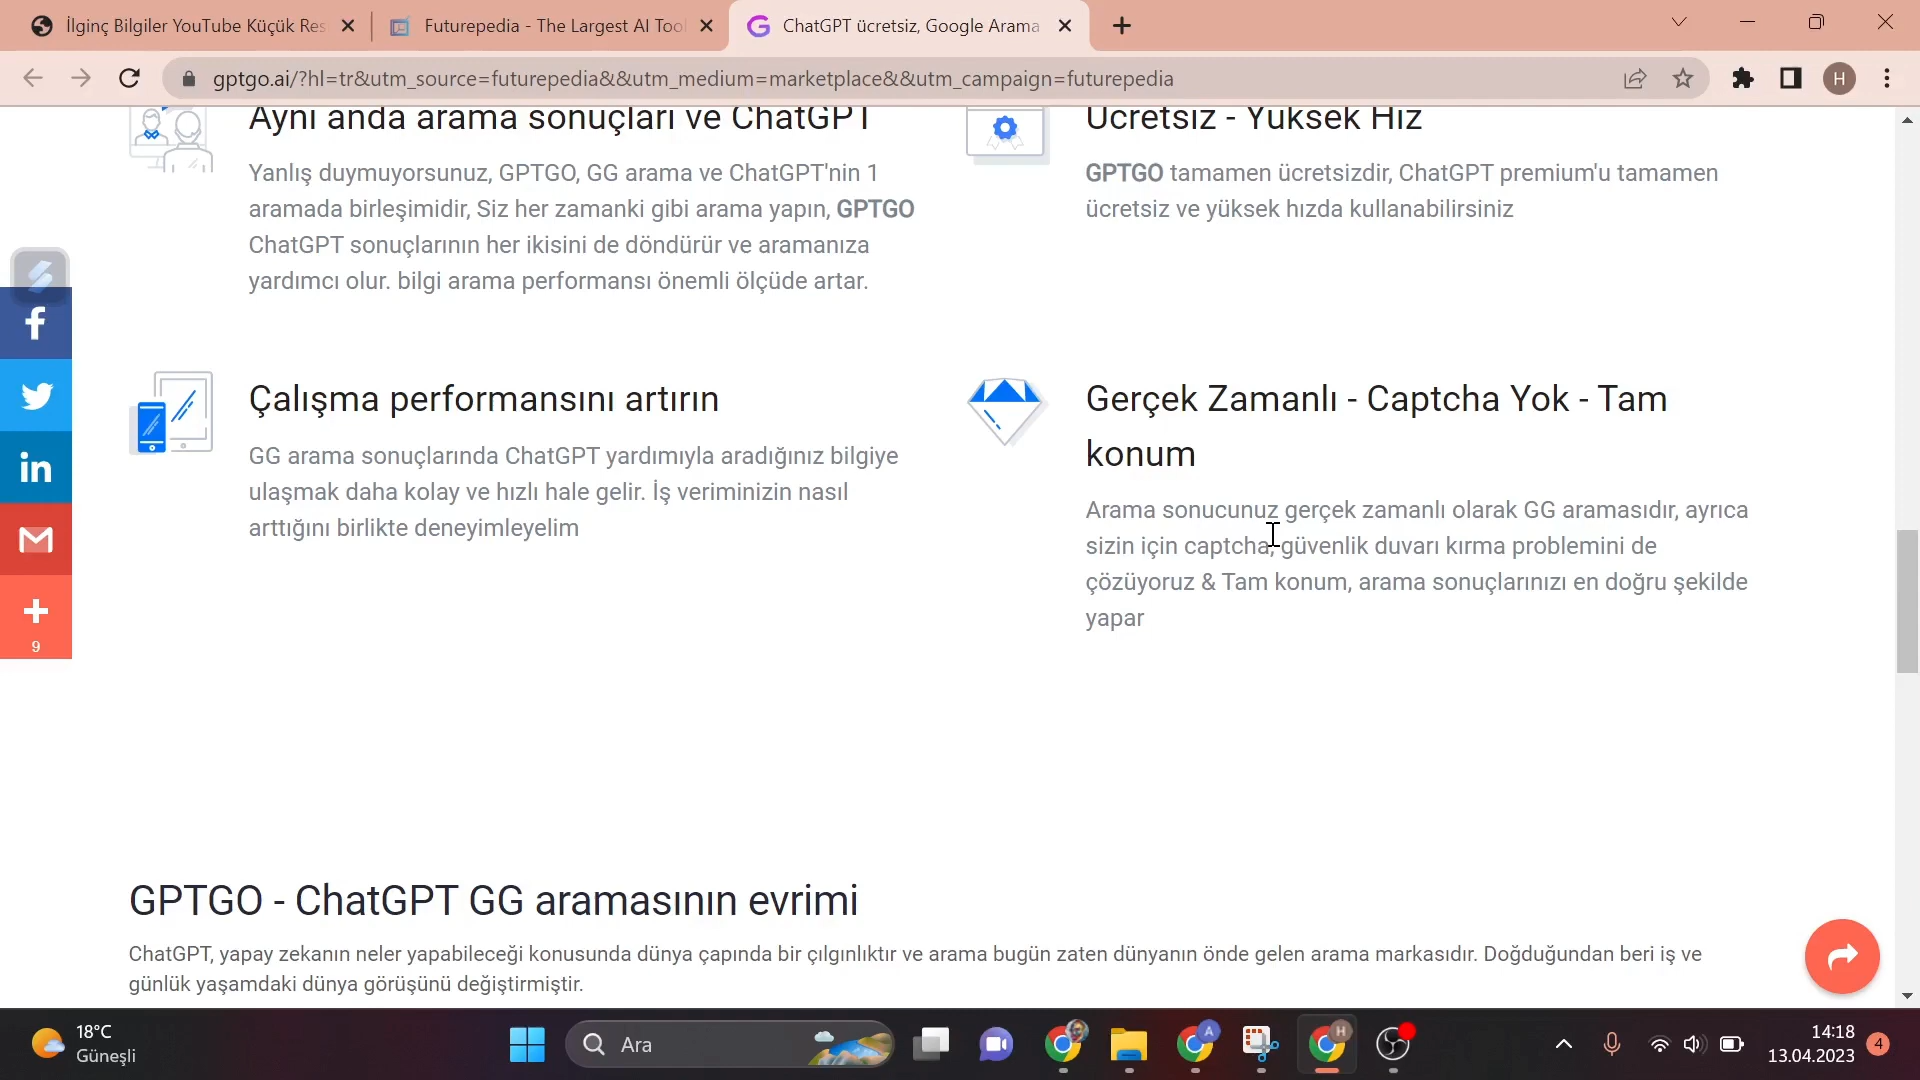 İlginç Bilgiler YouTube Küçük Res
Futurepedia - The Largest AI Tool
ChatGPT ücretsiz, Google Arama
gptgo.ai/?hl=tr&utm_source=futurepedia&&utm_medium=marketplace&&utm_campaign=futurepedia
H
Aynı anda arama sonuçları ve ChatGPT
Yanlış duymuyorsunuz, GPTGO, GG arama ve ChatGPT'nin 1
aramada birleşimidir, Siz her zamanki gibi arama yapın, GPTGO
ChatGPT sonuçlarının her ikisini de döndürür ve aramanıza
yardımcı olur. bilgi arama performansı önemli ölçüde artar.
Ücretsiz - Yüksek Hız
GPTGO tamamen ücretsizdir, ChatGPT premium'u tamamen
ücretsiz ve yüksek hızda kullanabilirsiniz
Çalışma performansını artırın
GG arama sonuçlarında ChatGPT yardımıyla aradığınız bilgiye
ulaşmak daha kolay ve hızlı hale gelir. İş veriminizin nasıl
arttığını birlikte deneyimleyelim
Gerçek Zamanlı - Captcha Yok - Tam
konum
Arama sonucunuz gerçek zamanlı olarak GG aramasıdır, ayrıca
sizin için captcha, güvenlik duvarı kırma problemini de
çözüyoruz & Tam konum, arama sonuçlarınızı en doğru şekilde
yapar
9
GPTGO - ChatGPT GG aramasının evrimi
ChatGPT, yapay zekanın neler yapabileceği konusunda dünya çapında bir çılgınlıktır ve arama bugün zaten dünyanın önde gelen arama markasıdır. Doğduğundan beri iş ve
günlük yaşamdaki dünya görüşünü değiştirmiştir.
18°C
Güneşli
Ara
A
H
14:18
13.04.2023
4